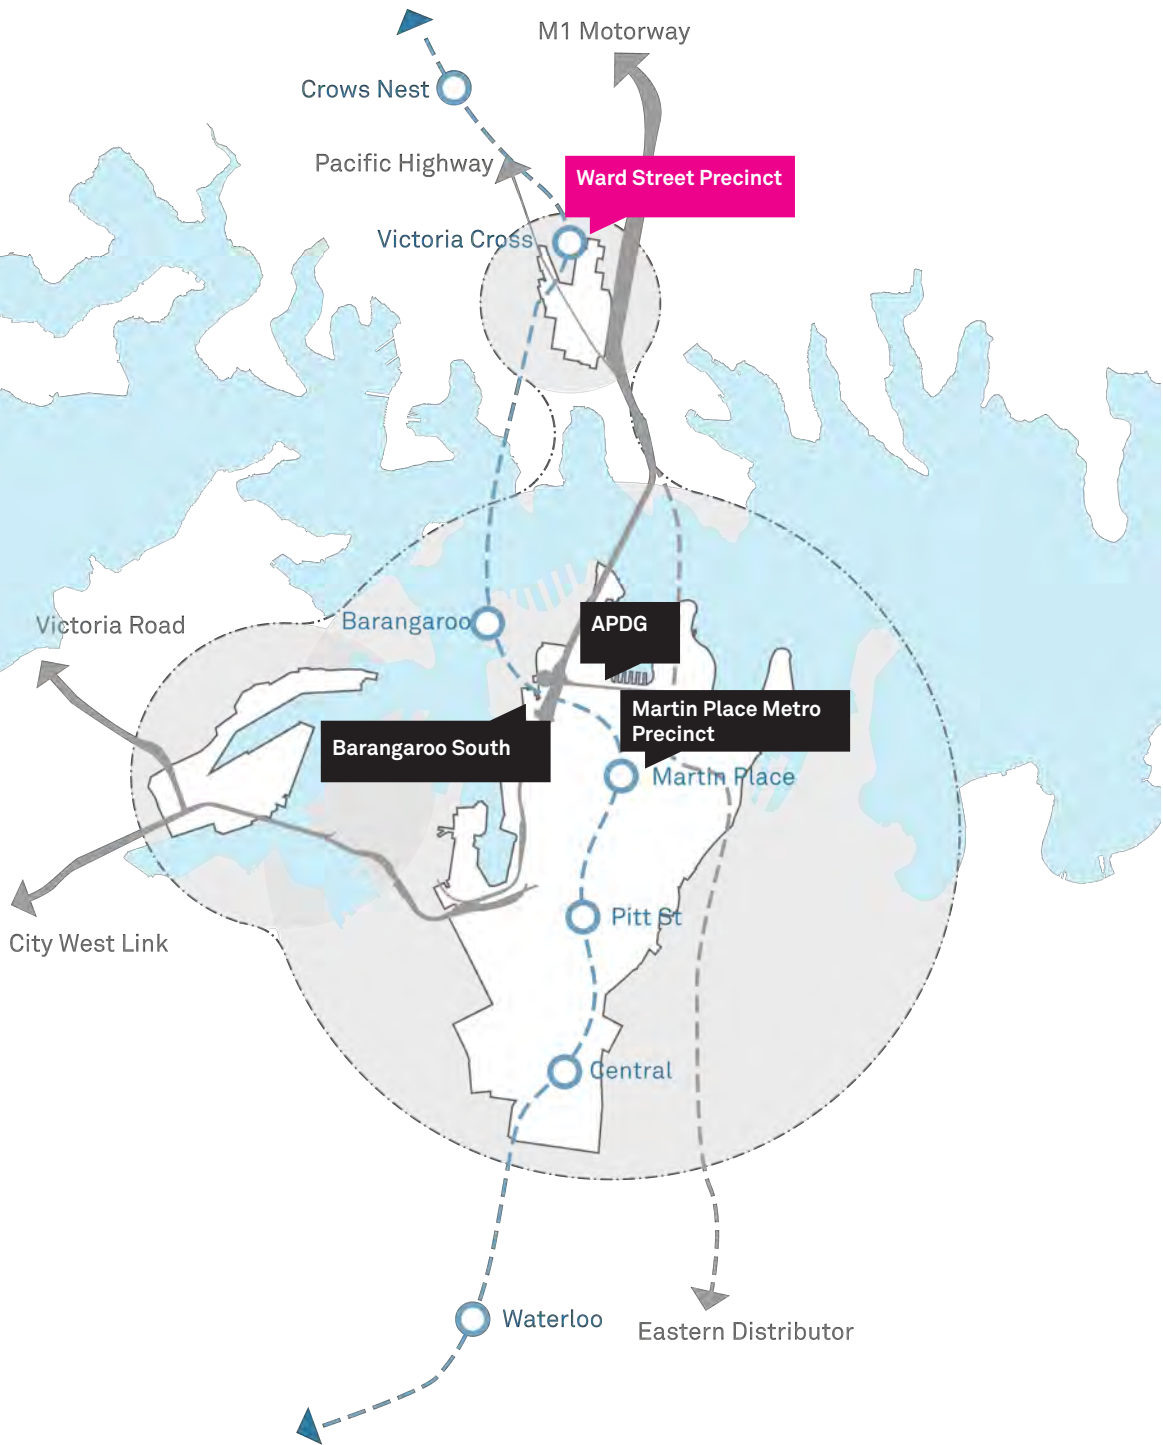 M1 Motorway
Crows Nest
Pacific Highway
Ward Street Precinct
Victoria Cross
Victoria Road
Barangaroo
APDG
Martin Place Metro
Precinct
Barangaroo South
Martin Place
Pitt St
City West Link
Central
Waterloo
Eastern Distributor